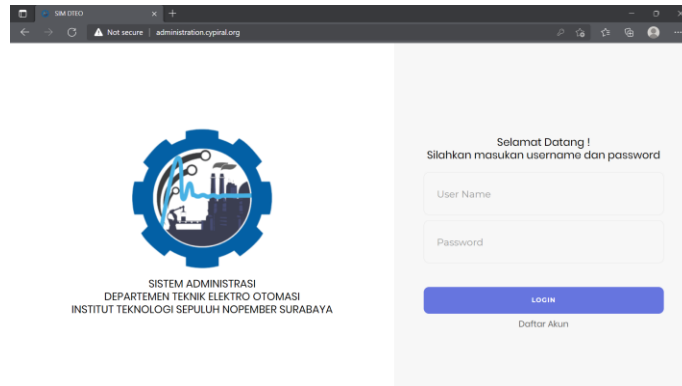 SIM DTEO
Not secure | administration.cypiral.org
SISTEM ADMINISTRASI
DEPARTEMEN TEKNIK ELEKTRO OTOMASI
INSTITUT TEKNOLOGI SEPULUH NOPEMBER SURABAYA
Selamat Datang !
Silahkan masukan username dan password
User Name
Password
LOGIN
Daftar Akun